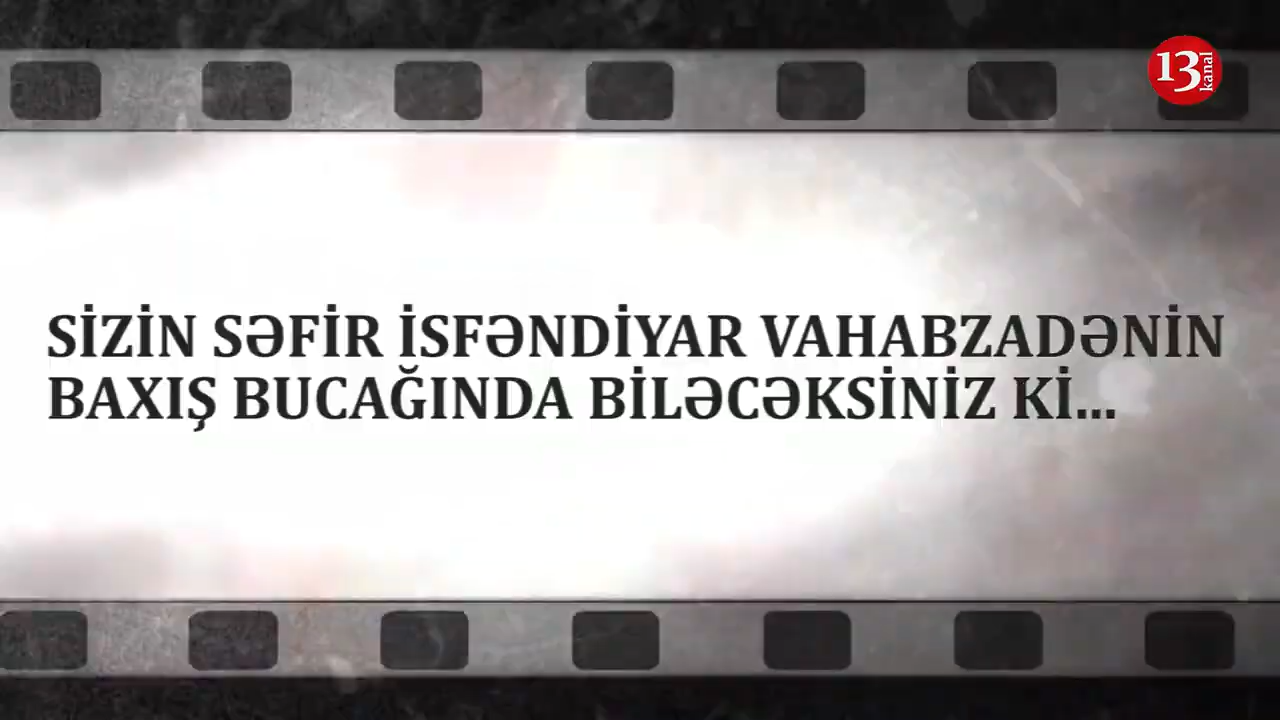 13
kanal
SİZİN SƏFİR İSFƏNDİYAR VAHABZADƏNİN
BAXIŞ BUCAĞINDA BİLƏCƏKSİNİZ Kİ...